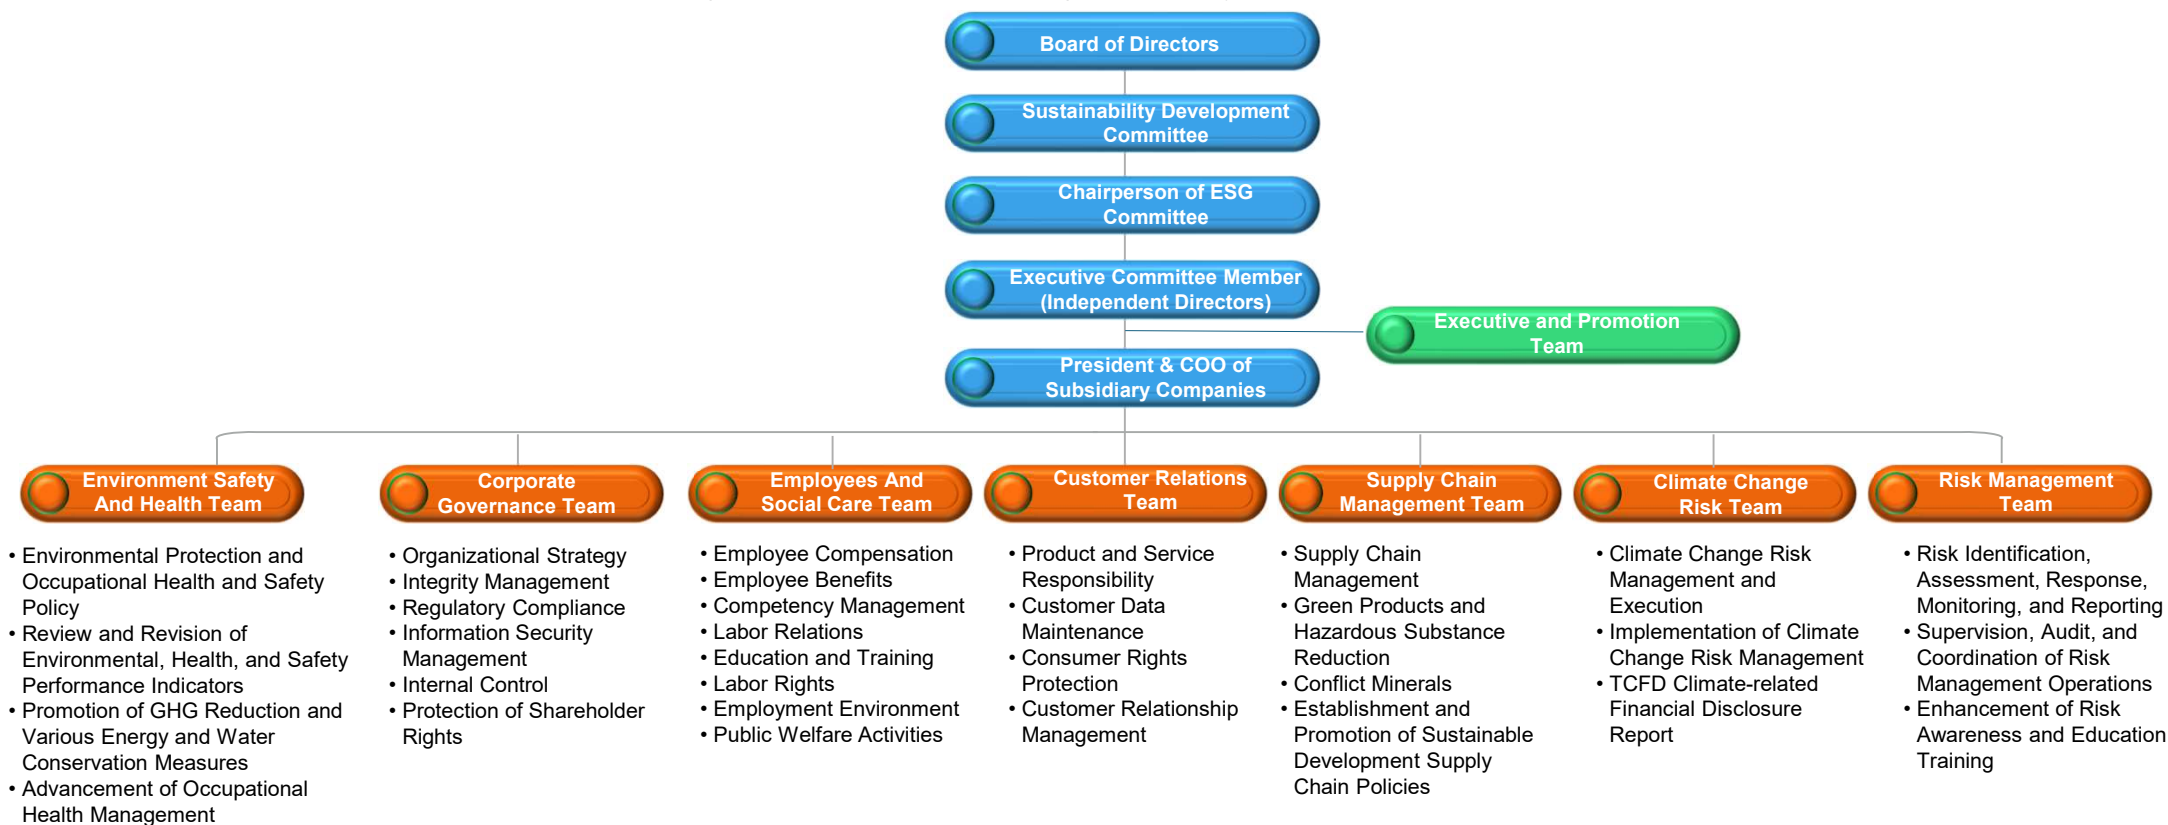 Board of Directors
Sustainability Development
Committee
Chairperson of ESG
Committee
Executive Committee Member
(Independent Directors)
Executive and Promotion
Team
President & COO of
Subsidiary Companies
Environment Safety
And Health Team
• Environmental Protection and
Occupational Health and Safety
Policy
• Review and Revision of
Environmental, Health, and Safety
Performance Indicators
• Promotion of GHG Reduction and
Various Energy and Water
Conservation Measures
• Advancement of Occupational
Health Management
Corporate
Governance Team
• Organizational Strategy
• Integrity Management
• Regulatory Compliance
• Information Security
Management
• Internal Control
• Protection of Shareholder
Rights
Employees And
Social Care Team
• Employee Compensation
• Employee Benefits
• Competency Management
• Labor Relations
• Education and Training
• Labor Rights
• Employment Environment
• Public Welfare Activities
Customer Relations
Team
• Product and Service
Responsibility
• Customer Data
Maintenance
• Consumer Rights
Protection
• Customer Relationship
Management
Supply Chain
Management Team
• Supply Chain
Management
• Green Products and
Hazardous Substance
Reduction
• Conflict Minerals
• Establishment and
Promotion of Sustainable
Development Supply
Chain Policies
Climate Change
Risk Team
• Climate Change Risk
Management and
Execution
• Implementation of Climate
Change Risk Management
• TCFD Climate-related
Financial Disclosure
Report
Risk Management
Team
• Risk Identification,
Assessment, Response,
Monitoring, and Reporting
• Supervision, Audit, and
Coordination of Risk
Management Operations
• Enhancement of Risk
Awareness and Education
Training